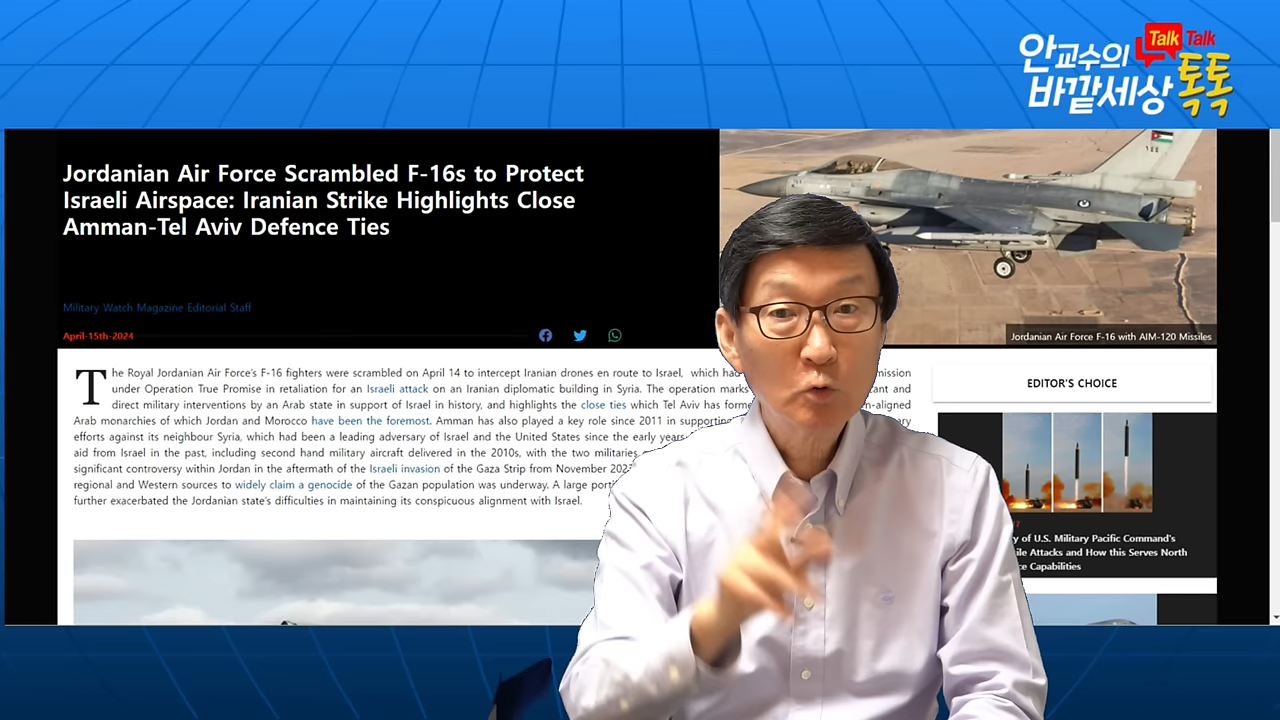 안교수의
Talk Talk
바깥세상 톡톡
Jordanian Air Force Scrambled F-16s to Protect
Israeli Airspace: Iranian Strike Highlights Close
Amman-Tel Aviv Defence Ties
Military Watch Magazine Editorial Staff
April-15th-2024
Jordanian Air Force F-16 with AIM-120 Missiles
The Royal Jordanian Air Force's F-16 fighters were scrambled on April 14 to intercept Iranian drones en route to Israel, which had
under Operation True Promise in retaliation for an Israeli attack on an Iranian diplomatic building in Syria. The operation marks and
direct military interventions by an Arab state in support of Israel in history, and highlights the close ties which Tel Aviv has
Arab monarchies of which Jordan and Morocco have been the foremost. Amman has also played a key role since 2011 in supporting
efforts against its neighbour Syria, which had been a leading adversary of Israel and the United States since the early years
aid from Israel in the past, including second hand military aircraft delivered in the 2010s, with the two militaries
significant controversy within Jordan in the aftermath of the Israeli invasion of the Gaza Strip from November
regional and Western sources to widely claim a genocide of the Gazan population was underway. A large
further exacerbated the Jordanian state's difficulties in maintaining its conspicuous alignment with Israel.
EDITOR'S CHOICE
of U.S. Military Pacific Command's
Attacks and How this Serves North
Capabilities